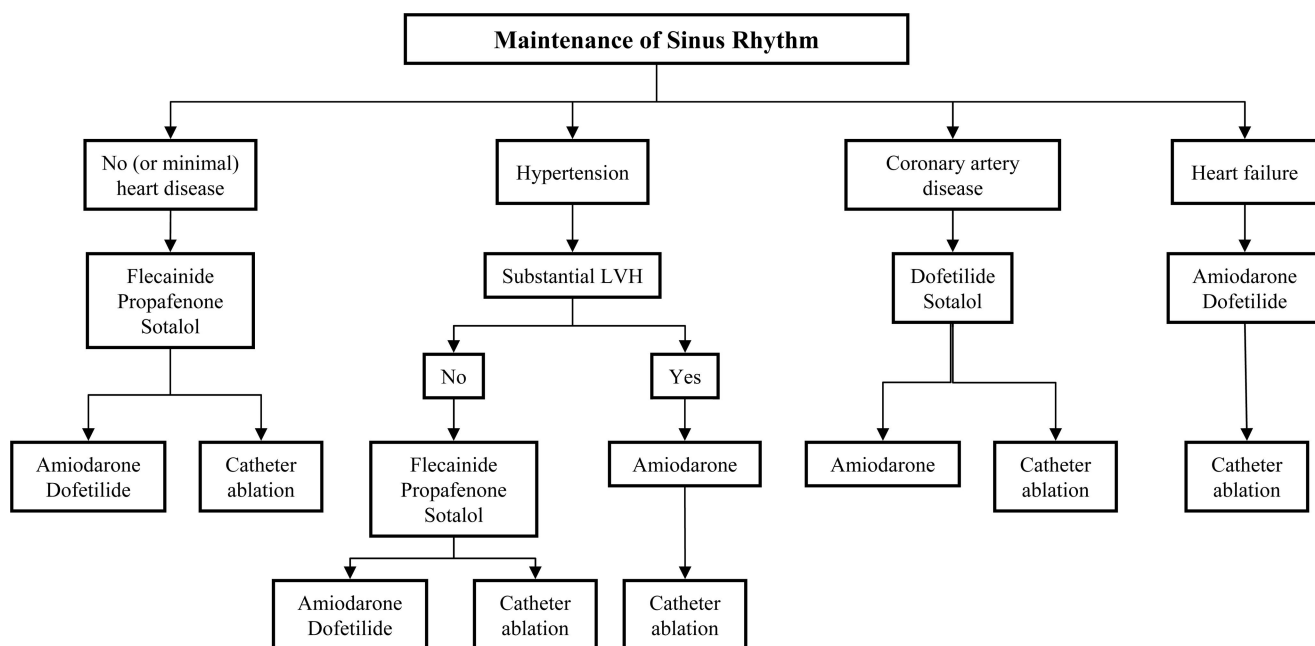 Maintenance of Sinus Rhythm
No (or minimal)
heart disease
Hypertension
Coronary artery
disease
Heart failure
Flecainide
Propafenone
Sotalol
Substantial LVH
Dofetilide
Sotalol
Amiodarone
Dofetilide
No
Yes
Amiodarone
Dofetilide
Catheter
ablation
Flecainide
Propafenone
Sotalol
Amiodarone
Amiodarone
Catheter
ablation
Catheter
ablation
Amiodarone
Dofetilide
Catheter
ablation
Catheter
ablation